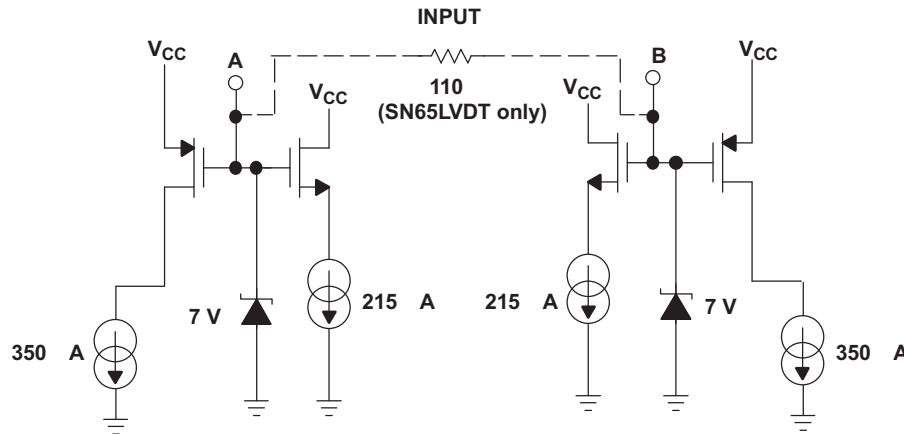 INPUT
VCC
A
B
VCC
VCC
110
VCC
(SN65LVDT only)
7 V
215 A
215 A
7 V
350 A
350 A